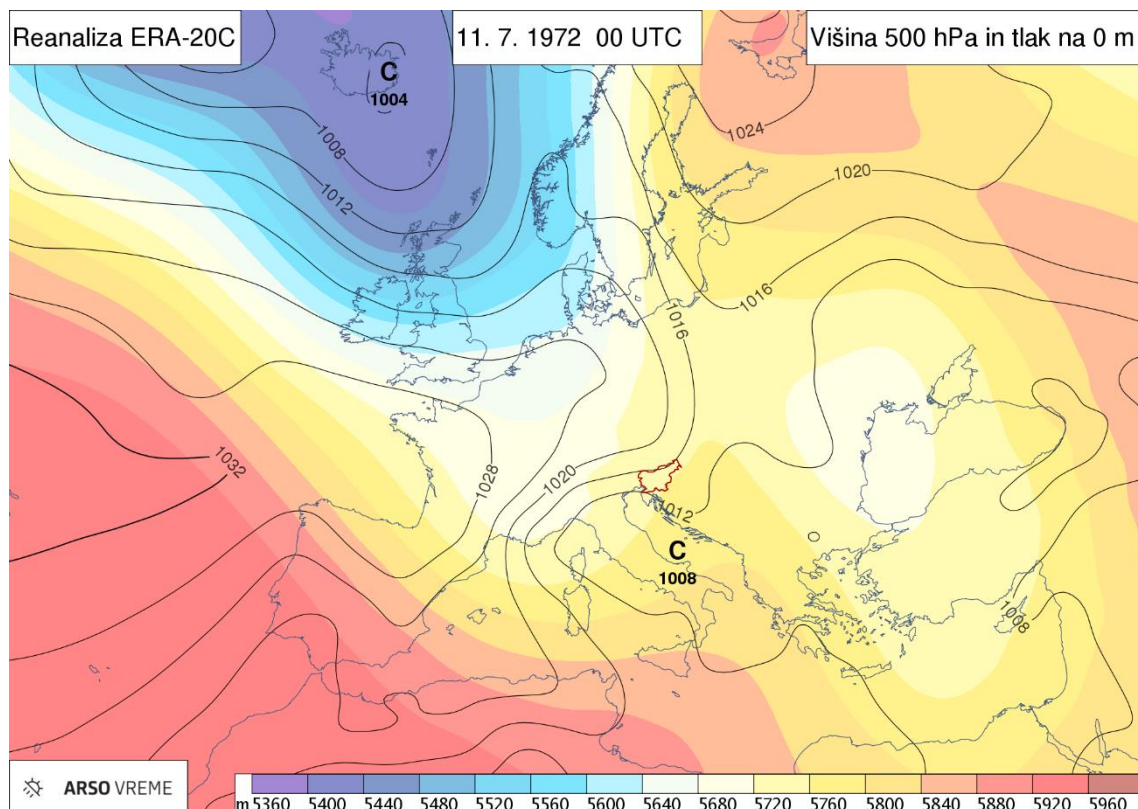 Reanaliza ERA-20C
11. 7. 1972 00 UTC
Višina 500 hPa in tlak na 0 m
C
1004
1024
1008
1020
1012
1016
1016
1032
1028
1020
1012
C
1008
1008
ARSO VREME
m 5360 5400 5440 5480 5520 5560 5600 5640 5680 5720 5760 5800 5840 5880 5920 5960